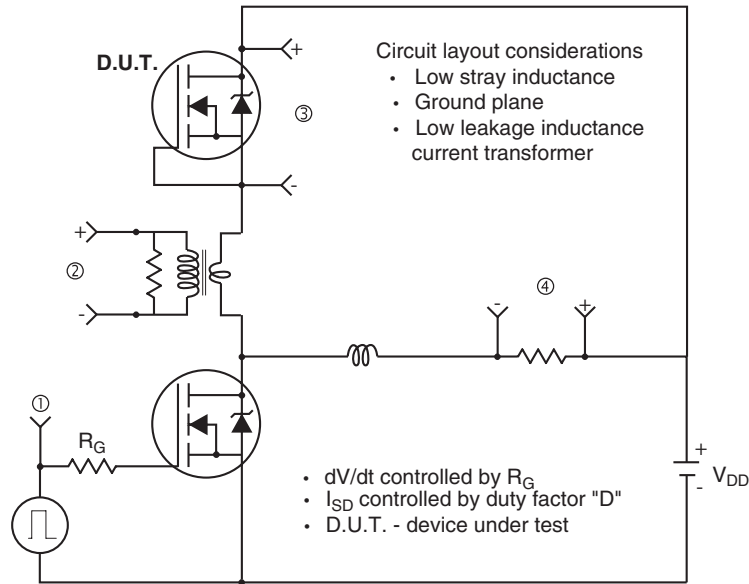 D.U.T.
+
③
-
Circuit layout considerations
• Low stray inductance
• Ground plane
• Low leakage inductance
current transformer
+
②
-
④
- +
①
R_G
+
V_DD
-
• dV/dt controlled by R_G
• I_SD controlled by duty factor "D"
• D.U.T. - device under test